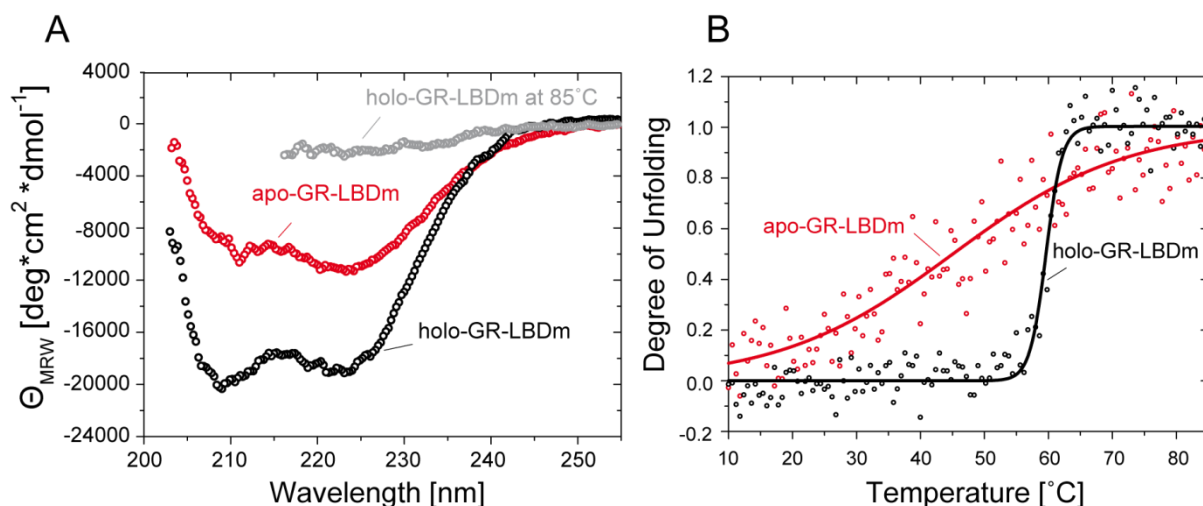 A
ΘMRW [deg*cm² *dmol⁻¹]
4000
0
-4000
-8000
-12000
-16000
-20000
-24000
200
210
220
230
240
250
Wavelength [nm]
holo-GR-LBDm at 85˚C
apo-GR-LBDm
holo-GR-LBDm
B
Degree of Unfolding
1.2
1.0
0.8
0.6
0.4
0.2
0.0
-0.2
10
20
30
40
50
60
70
80
Temperature [˚C]
apo-GR-LBDm
holo-GR-LBDm